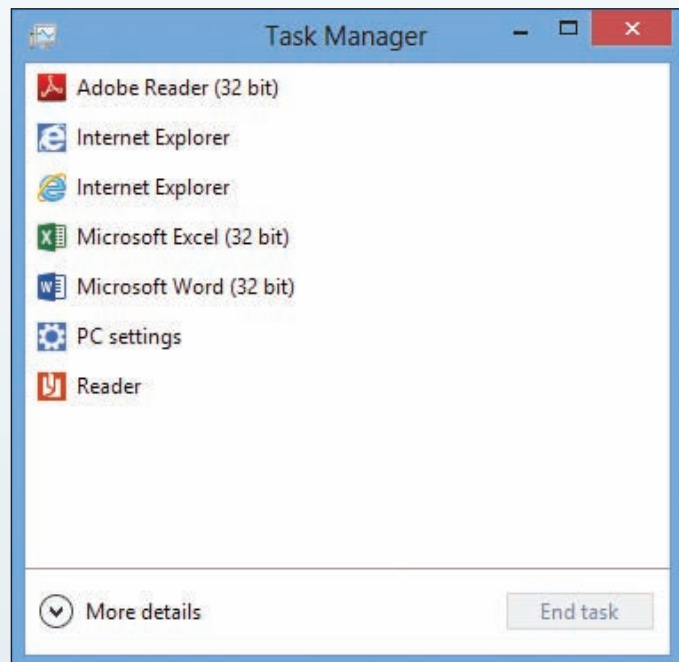 Task Manager
Adobe Reader (32 bit)
Internet Explorer
Internet Explorer
Microsoft Excel (32 bit)
Microsoft Word (32 bit)
PC settings
Reader
More details End task